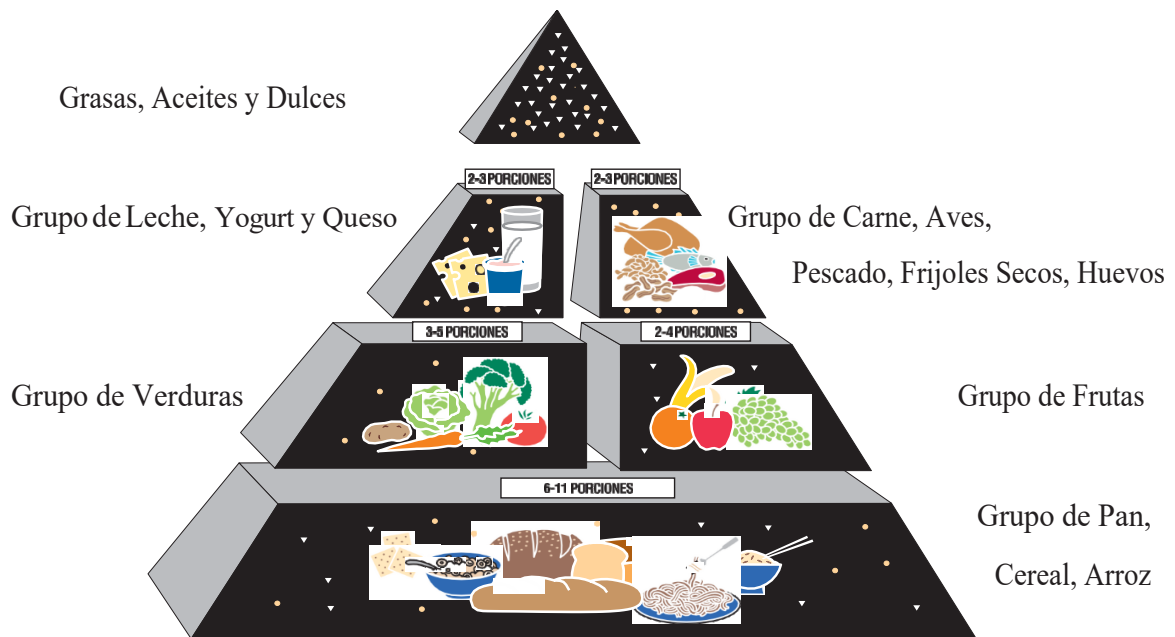 Grasas, Aceites y Dulces
2-3 PORCIONES
2-3 PORCIONES
Grupo de Leche, Yogurt y Queso
Grupo de Carne, Aves,
Pescado, Frijoles Secos, Huevos
3-5 PORCIONES
2-4 PORCIONES
Grupo de Verduras
Grupo de Frutas
6-11 PORCIONES
Grupo de Pan,
Cereal, Arroz